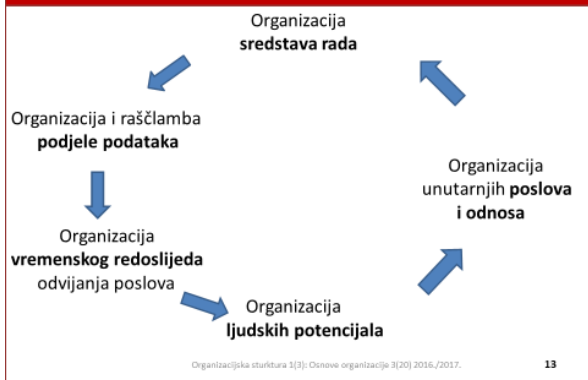 Organizacija
sredstava rada
Organizacija i raščlamba
podjele podataka
Organizacija
vremenskog redoslijeda
odvijanja poslova
Organizacija
ljudskih potencijala
Organizacija
unutarnjih poslova
i odnosa
Organizacijska sturktura 1(3): Osnove organizacije 3(20) 2016./2017.
13